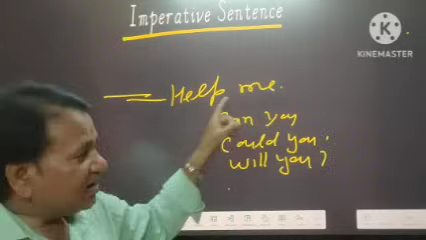 Imperative Sentence
KINEMASTER
Help me.
Can you
Could you,
will you?